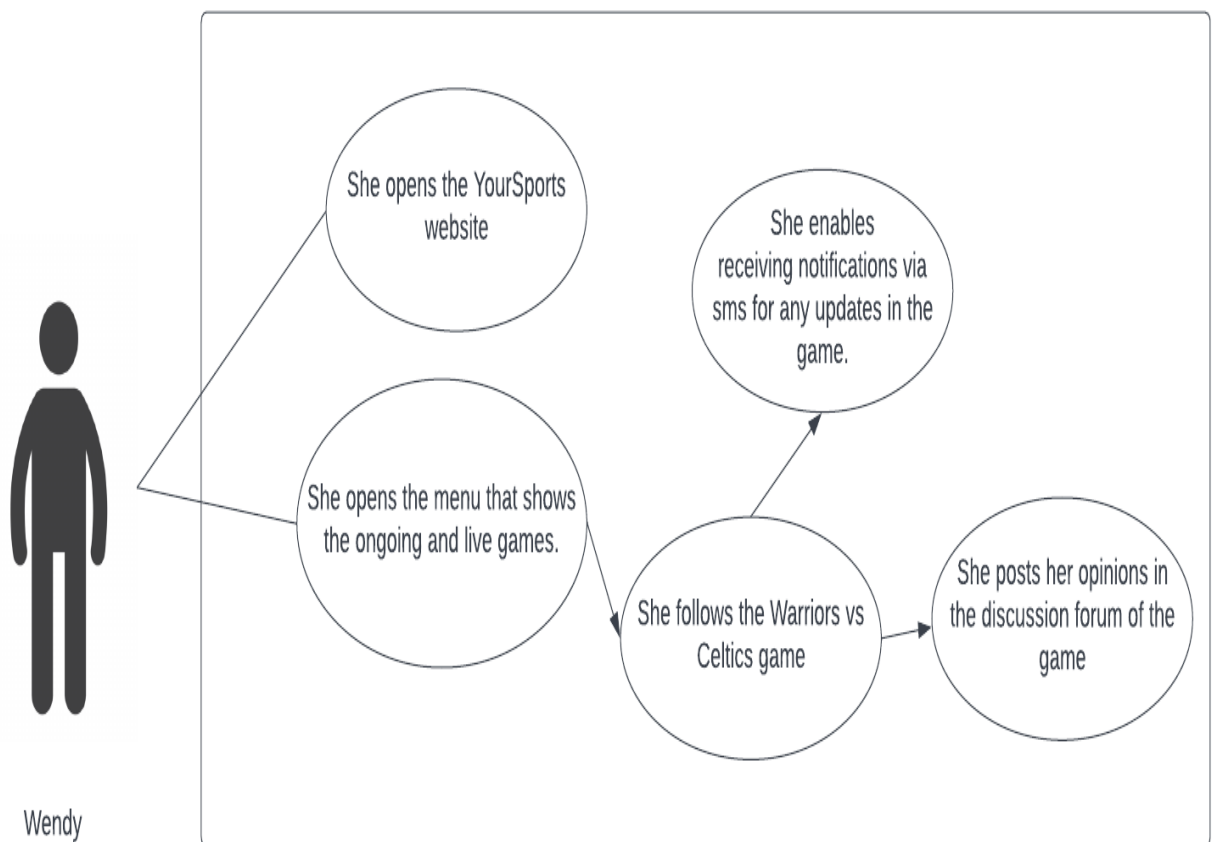 She opens the YourSports
website
She enables
receiving notifications via
sms for any updates in the
game.
She opens the menu that shows
the ongoing and live games.
She follows the Warriors vs
Celtics game
She posts her opinions in
the discussion forum of the
game
Wendy